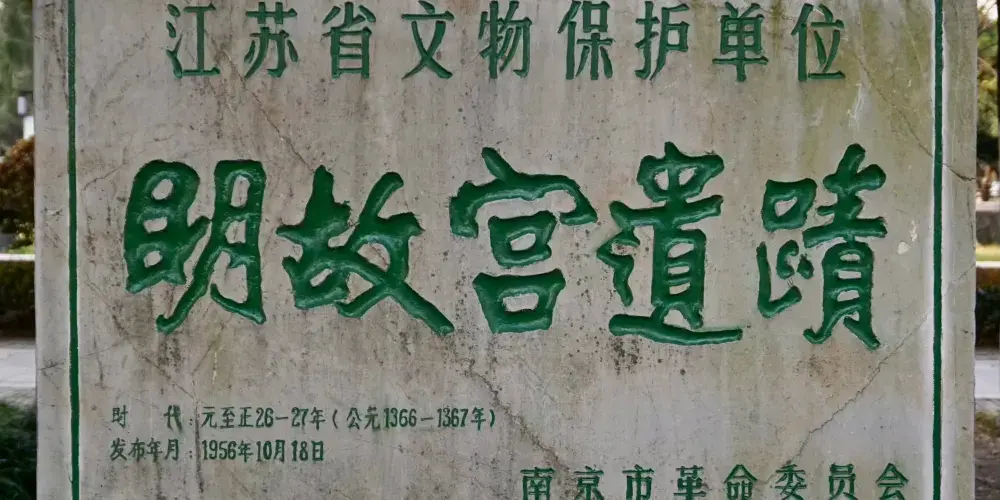 江苏省文物保护单位
明故宫遺蹟
时 代：元至正26－27年（公元1366－1367年）
发布年月：1956年10月18日
南京市革命委员会